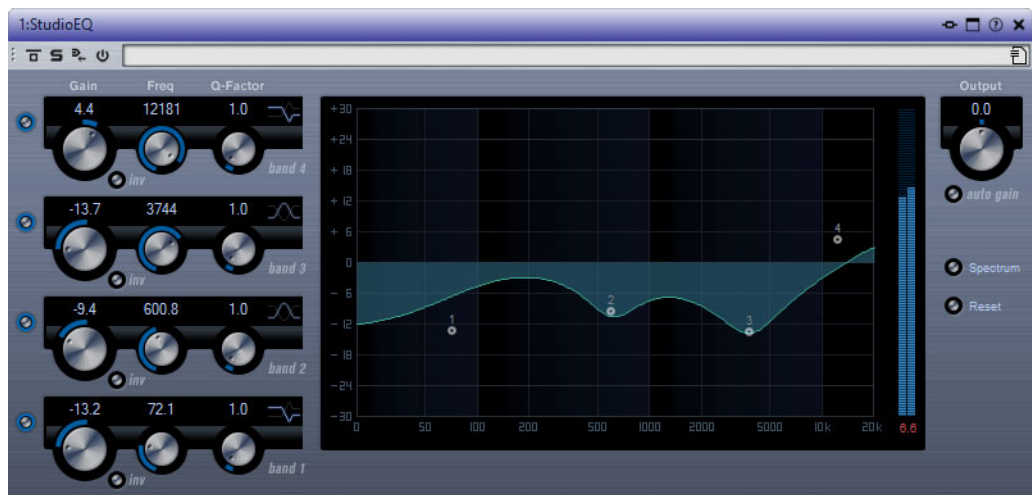 1:StudioEQ
Gain Freq Q-Factor Output
4.4 12181 1.0
inv band 4
-13.7 3744 1.0
inv band 3
-9.4 600.8 1.0
inv band 2
-13.2 72.1 1.0
inv band 1
+30
+24
+18
+12
+6
0
-6
-12
-18
-24
-30
1
2
3
4
0 50 100 200 500 1000 2000 5000 10k 20k 6.6
0.0
auto gain
Spectrum
Reset